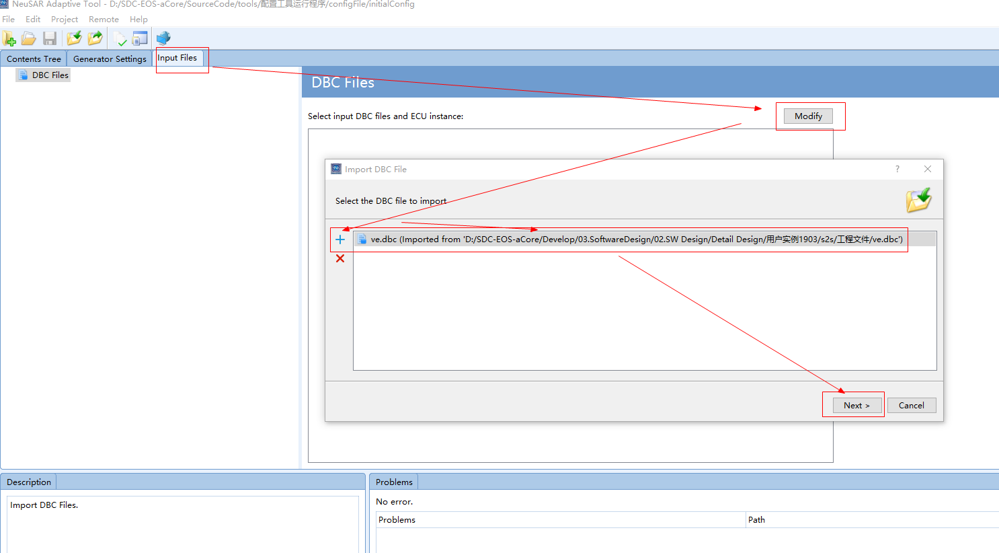 NeuSAR Adaptive Tool - D:/SDC-EOS-aCore/SourceCode/tools/配置工具运行程序/configFile/initialConfig
File Edit Project Remote Help
Contents Tree Generator Settings Input Files
DBC Files
DBC Files
Select input DBC files and ECU instance:
Modify
Import DBC File
?
Select the DBC file to import
ve.dbc (Imported from 'D:/SDC-EOS-aCore/Develop/03.SoftwareDesign/02.SW Design/Detail Design/用户实例1903/s2s/工程文件/ve.dbc')
Next > Cancel
Description
Import DBC Files.
Problems
No error.
Problems Path